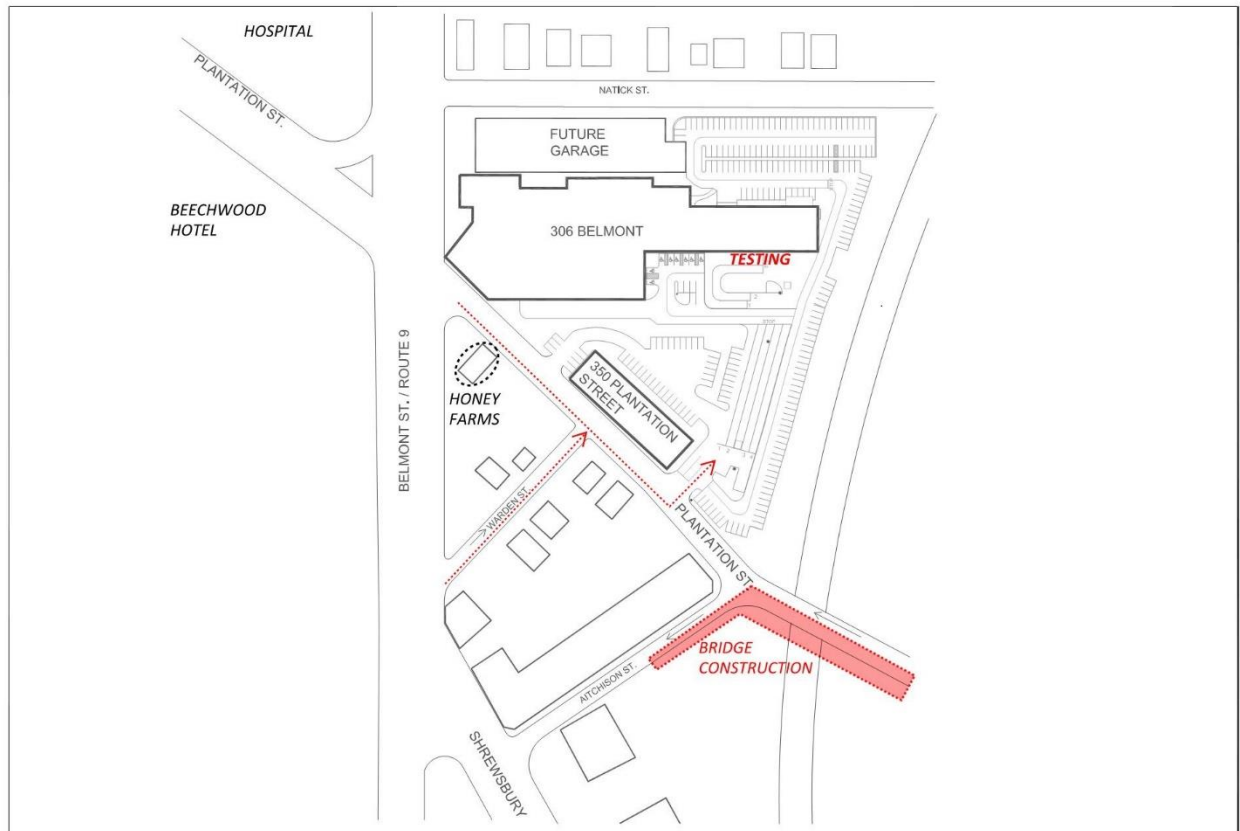 HOSPITAL
PLANTATION ST.
NATICK ST.
FUTURE
GARAGE
BEECHWOOD
HOTEL
306 BELMONT
TESTING
BELMONT ST. / ROUTE 9
HONEY
FARMS
350 PLANTATION
STREET
WARDEN ST.
PLANTATION ST.
BRIDGE
CONSTRUCTION
AITCHISON ST.
SHREWSBURY